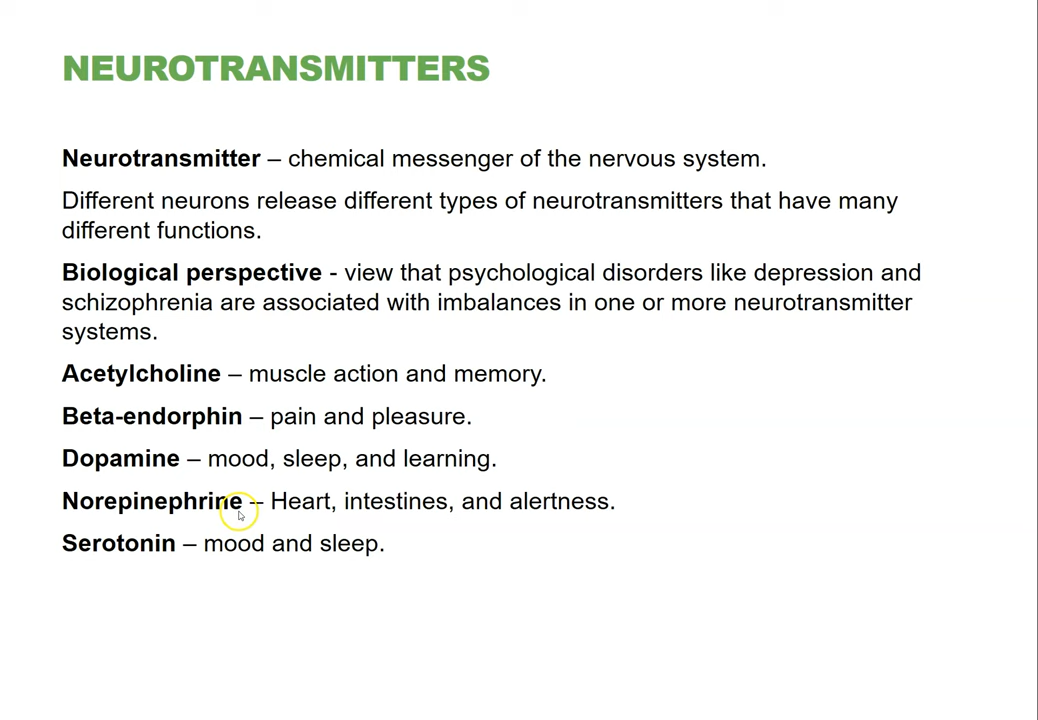 NEUROTRANSMITTERS
Neurotransmitter – chemical messenger of the nervous system.
Different neurons release different types of neurotransmitters that have many
different functions.
Biological perspective - view that psychological disorders like depression and
schizophrenia are associated with imbalances in one or more neurotransmitter
systems.
Acetylcholine – muscle action and memory.
Beta-endorphin – pain and pleasure.
Dopamine – mood, sleep, and learning.
Norepinephrine – Heart, intestines, and alertness.
Serotonin – mood and sleep.